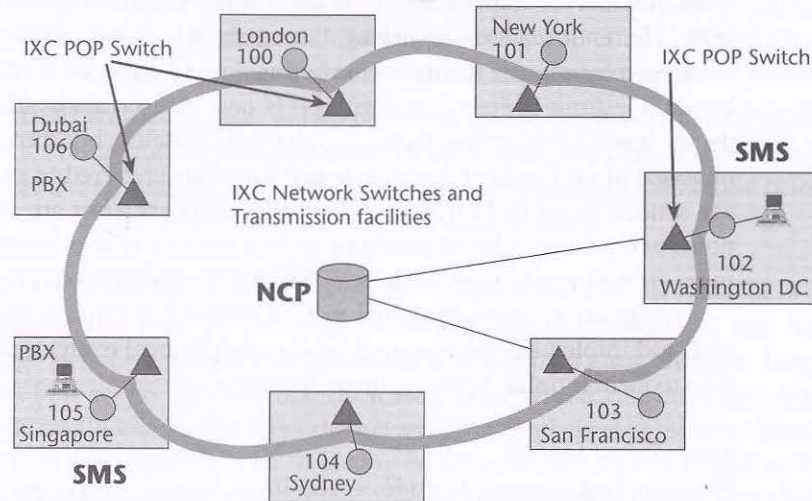 IXC POP Switch
London
100
New York
101
IXC POP Switch
Dubai
106
PBX
SMS
IXC Network Switches and
Transmission facilities
102
Washington DC
NCP
PBX
105
Singapore
SMS
104
Sydney
103
San Francisco